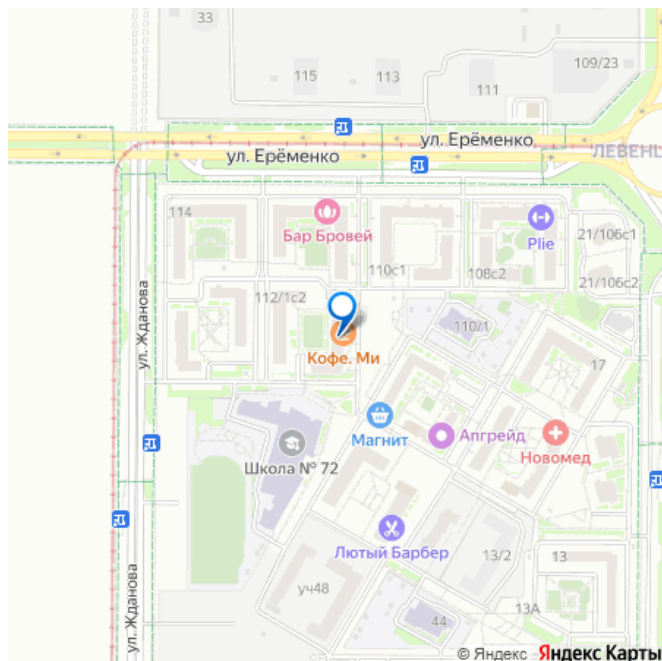 33
115
113
111
109/23
ул. Ерёменко
ул. Ерёменко
ЛЕВЕНЦ
114
Бар Бровей
110с1
Plie
108с2
21/106с1
21/106с2
112/1с2
110/1
ул. Жданова
Кофе. Ми
17
Магнит
Апгрейд
Новомед
Школа № 72
Лютый Барбер
13/2
13
уч48
13А
44
ул. Жданова
© Яндекс Яндекс Карты